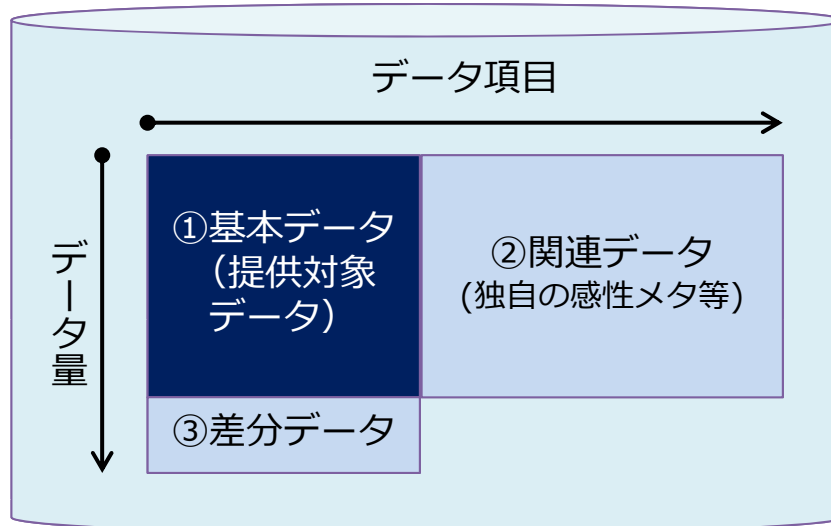 データ項目
データ量
①基本データ
（提供対象
データ）
②関連データ
(独自の感性メタ等)
③差分データ